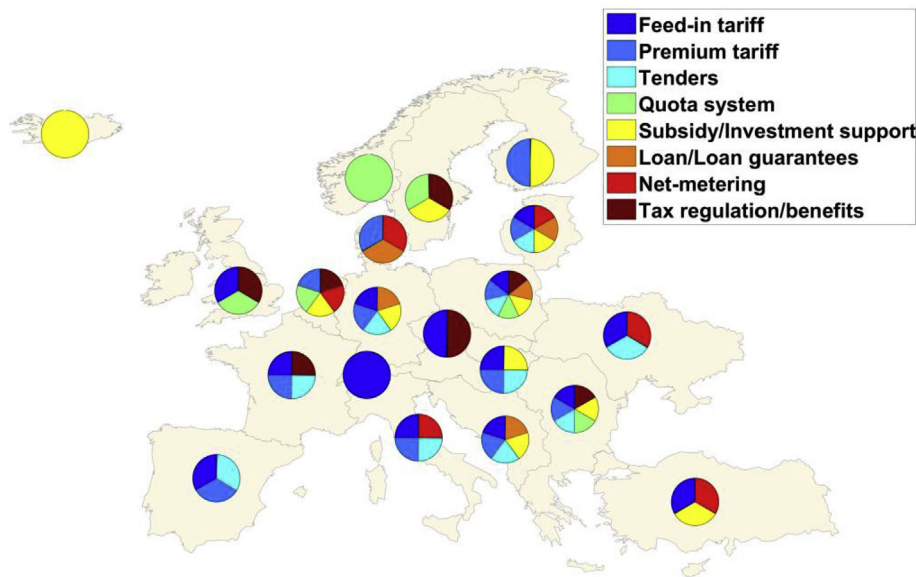 Feed-in tariff
Premium tariff
Tenders
Quota system
Subsidy/Investment support
Loan/Loan guarantees
Net-metering
Tax regulation/benefits